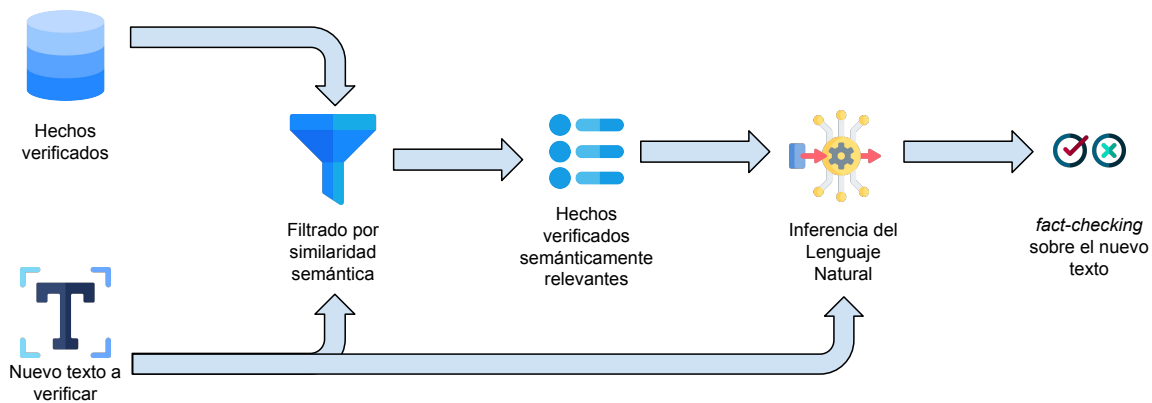 Hechos
verificados
Filtrado por
similaridad
semántica
Hechos
verificados
semánticamente
relevantes
Inferencia del
Lenguaje
Natural
fact-checking
sobre el nuevo
texto
T
Nuevo texto a
verificar